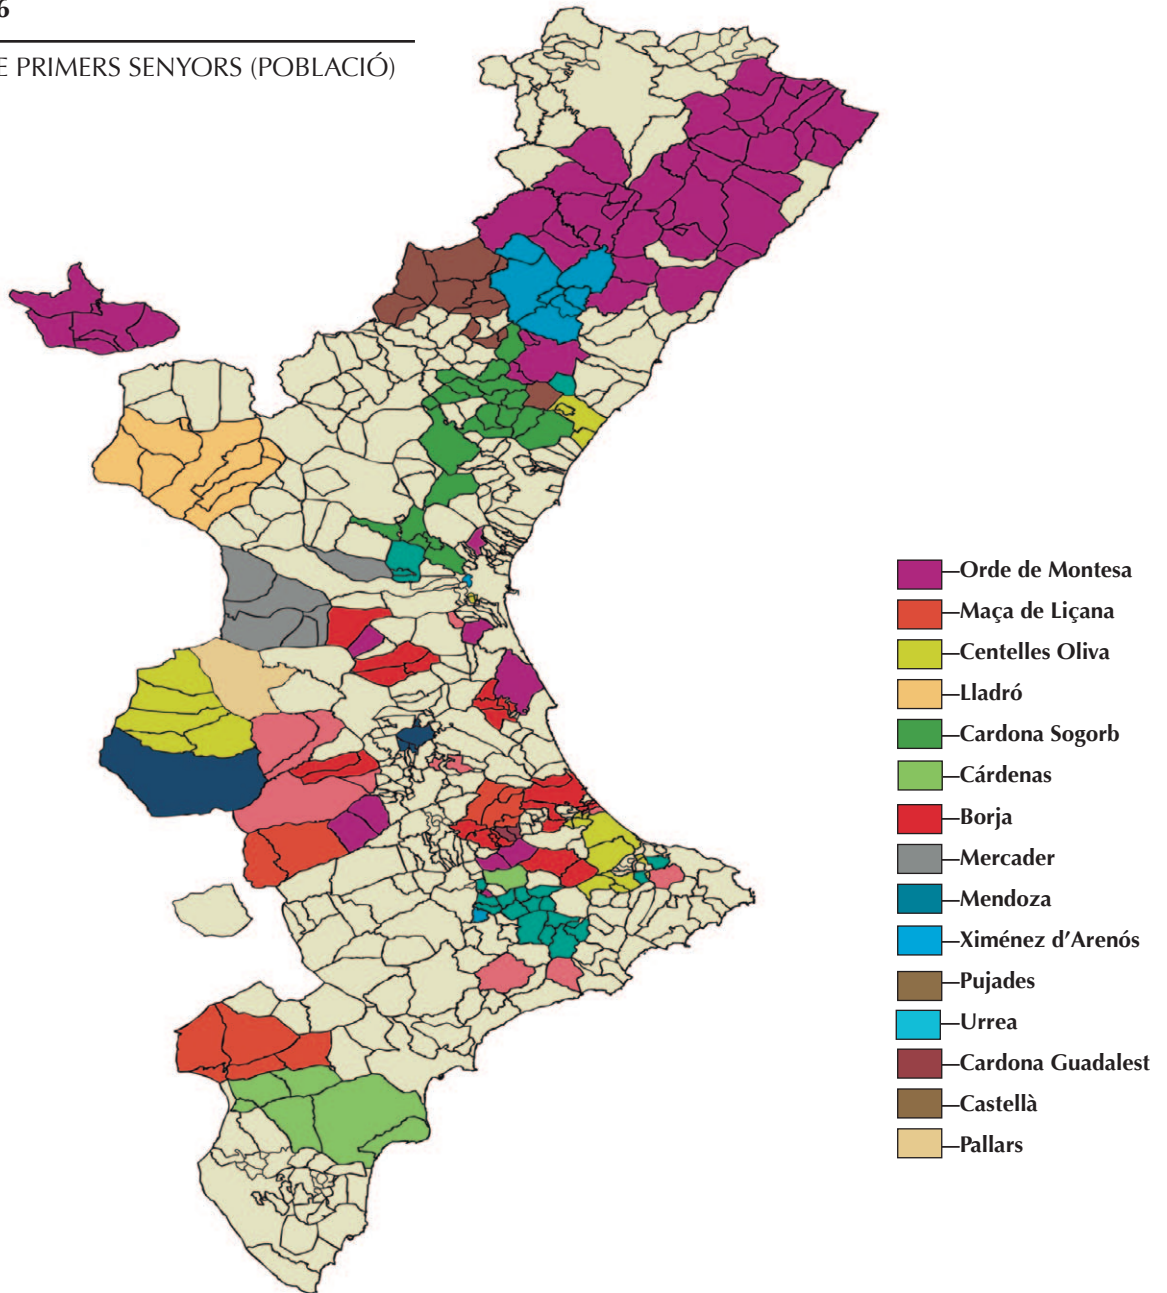 6
E PRIMERS SENYORS (POBLACIÓ)
Orde de Montesa
Maça de Liçana
Centelles Oliva
Lladró
Cardona Sogorb
Cárdenas
Borja
Mercader
Mendoza
Ximénez d'Arenós
Pujades
Urrea
Cardona Guadalest
Castellà
Pallars